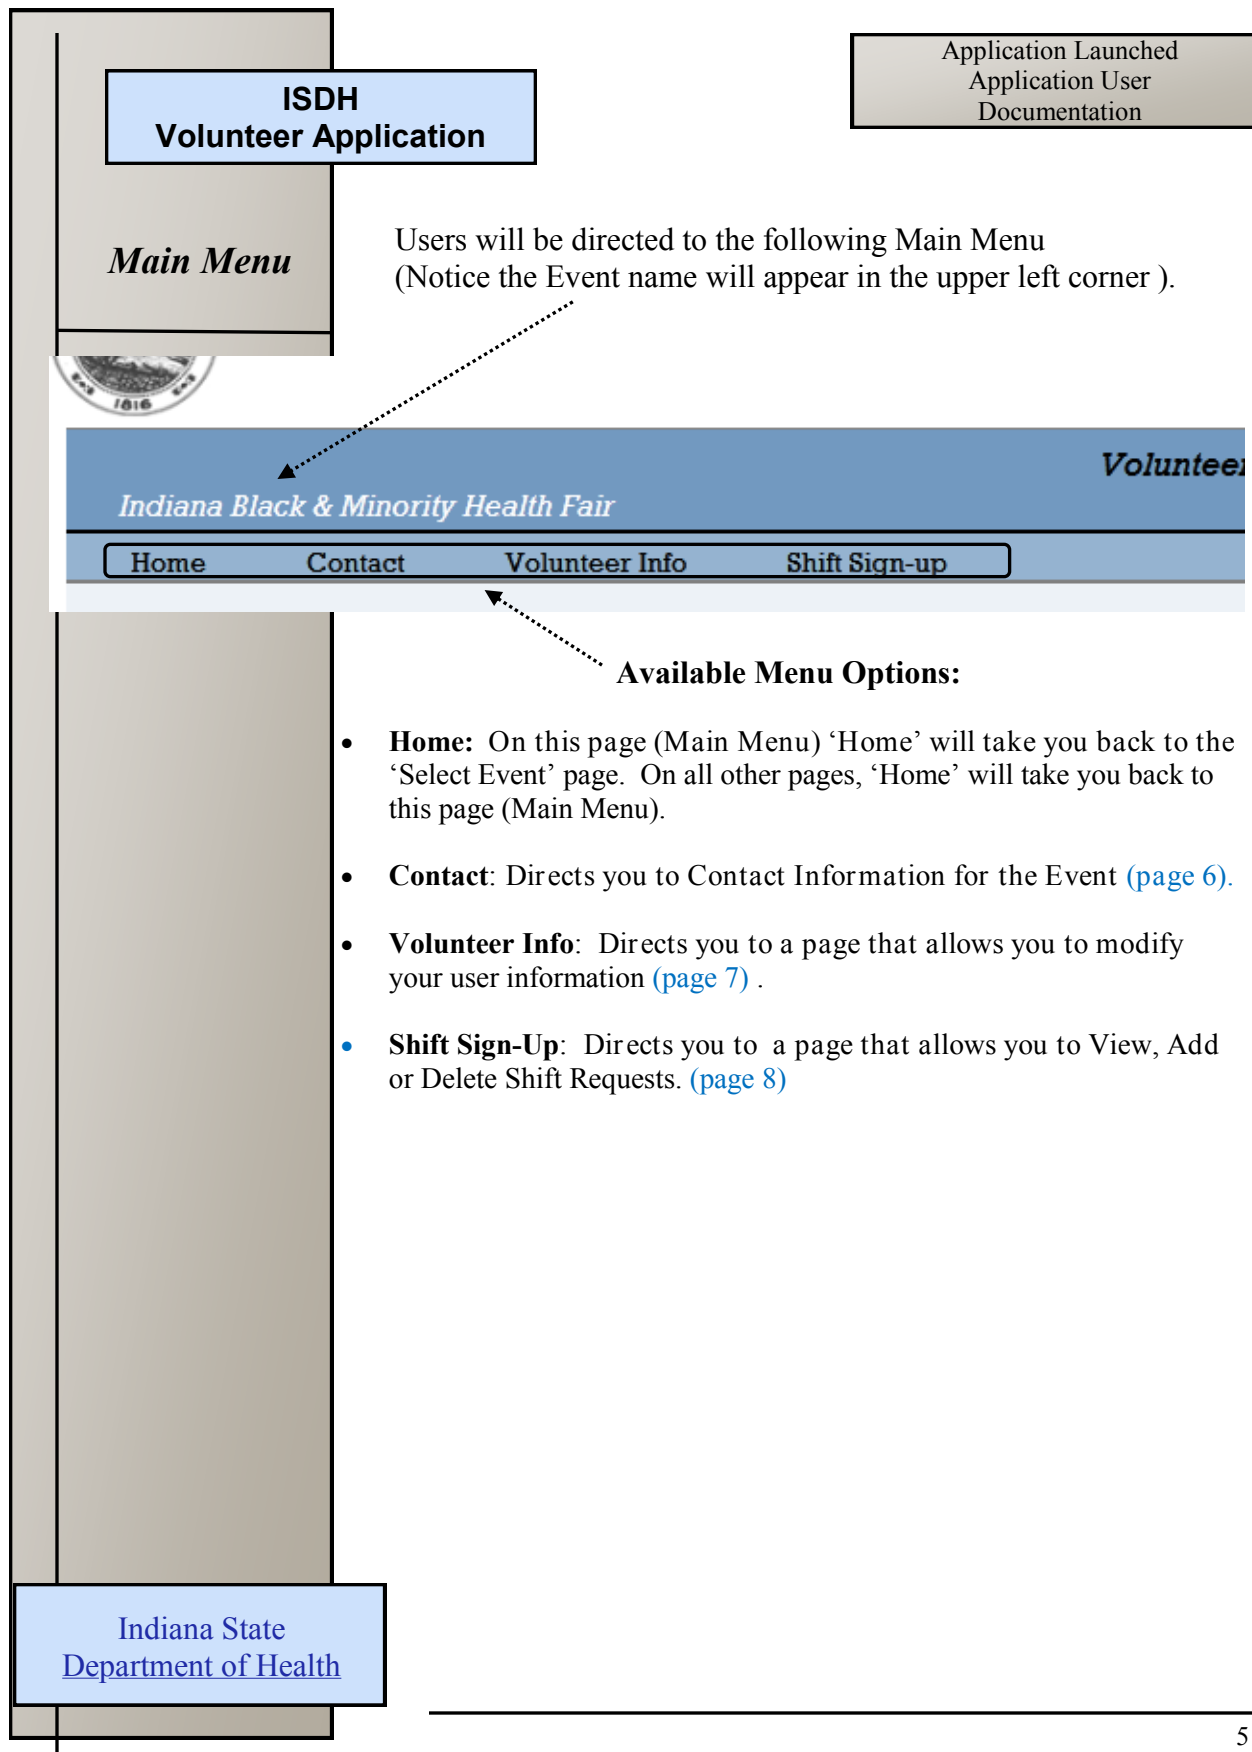 Application Launched
Application User
Documentation
ISDH
Volunteer Application
Main Menu
Users will be directed to the following Main Menu
(Notice the Event name will appear in the upper left corner ).
1816
Volunteer
Indiana Black & Minority Health Fair
Home Contact Volunteer Info Shift Sign-up
Available Menu Options:
• Home: On this page (Main Menu) ‘Home’ will take you back to the
‘Select Event’ page. On all other pages, ‘Home’ will take you back to
this page (Main Menu).
• Contact: Directs you to Contact Information for the Event (page 6).
• Volunteer Info: Directs you to a page that allows you to modify
your user information (page 7) .
• Shift Sign-Up: Directs you to a page that allows you to View, Add
or Delete Shift Requests. (page 8)
Indiana State
Department of Health
5